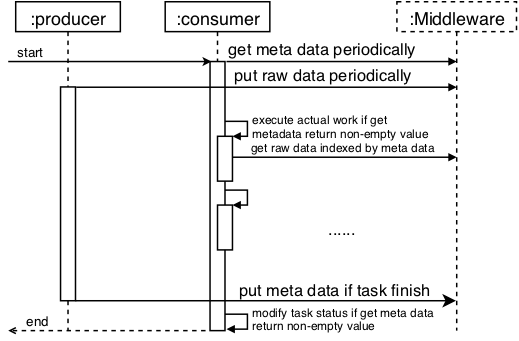 :producer
:consumer
:Middleware
start
get meta data periodically
put raw data periodically
execute actual work if get
metadata return non-empty value
get raw data indexed by meta data
......
put meta data if task finish
modify task status if get meta data
return non-empty value
end